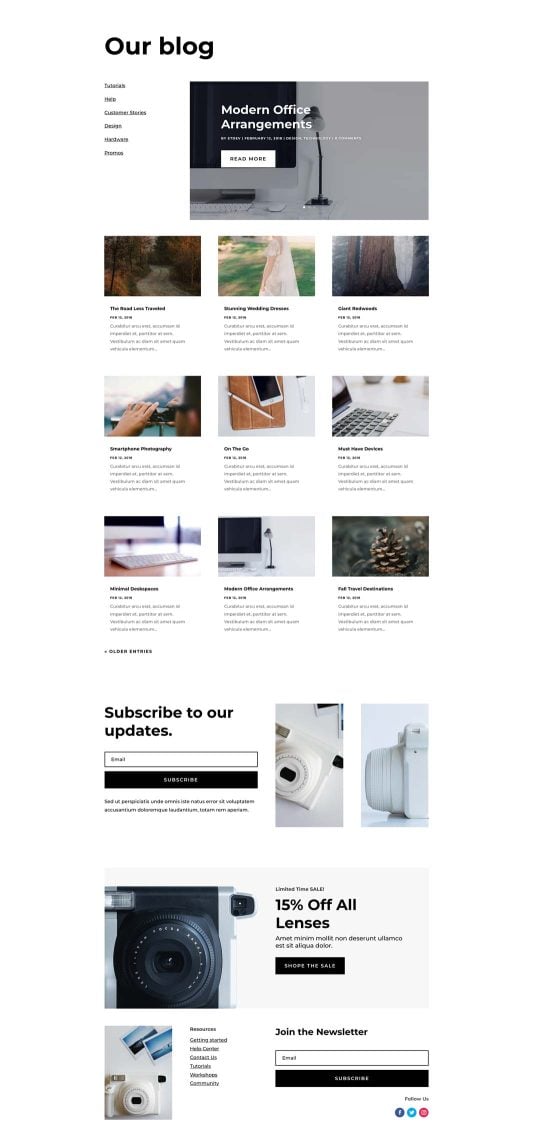 Our blog
Tutorials
Help
Customer Stories
Design
Hardware
Promos
Modern Office
Arrangements
BY ETDEV | FEBRUARY 12, 2018 | DESIGN, TECHNOLOGY | 0 COMMENTS
READ MORE
The Road Less Traveled
FEB 12, 2018
Curabitur arcu erat, accumsan id
imperdiet et, porttitor at sem.
Vestibulum ac diam sit amet quam
vehicula elementum...
Stunning Wedding Dresses
FEB 12, 2018
Curabitur arcu erat, accumsan id
imperdiet et, porttitor at sem.
Vestibulum ac diam sit amet quam
vehicula elementum...
Giant Redwoods
FEB 12, 2018
Curabitur arcu erat, accumsan id
imperdiet et, porttitor at sem.
Vestibulum ac diam sit amet quam
vehicula elementum...
Smartphone Photography
FEB 12, 2018
Curabitur arcu erat, accumsan id
imperdiet et, porttitor at sem.
Vestibulum ac diam sit amet quam
vehicula elementum...
On The Go
FEB 12, 2018
Curabitur arcu erat, accumsan id
imperdiet et, porttitor at sem.
Vestibulum ac diam sit amet quam
vehicula elementum...
Must Have Devices
FEB 12, 2018
Curabitur arcu erat, accumsan id
imperdiet et, porttitor at sem.
Vestibulum ac diam sit amet quam
vehicula elementum...
Minimal Deskspaces
FEB 12, 2018
Curabitur arcu erat, accumsan id
imperdiet et, porttitor at sem.
Vestibulum ac diam sit amet quam
vehicula elementum...
Modern Office Arrangements
FEB 12, 2018
Curabitur arcu erat, accumsan id
imperdiet et, porttitor at sem.
Vestibulum ac diam sit amet quam
vehicula elementum...
Fall Travel Destinations
FEB 12, 2018
Curabitur arcu erat, accumsan id
imperdiet et, porttitor at sem.
Vestibulum ac diam sit amet quam
vehicula elementum...
« OLDER ENTRIES
Subscribe to our
updates.
Email
SUBSCRIBE
Sed ut perspiciatis unde omnis iste natus error sit voluptatem
accusantium doloremque laudantium, totam rem aperiam.
Limited Time SALE!
15% Off All
Lenses
Amet minim mollit non deserunt ullamco
est sit aliqua dolor.
SHOPE THE SALE
Resources
Getting started
Help Center
Contact Us
Tutorials
Workshops
Community
Join the Newsletter
Email
SUBSCRIBE
Follow Us